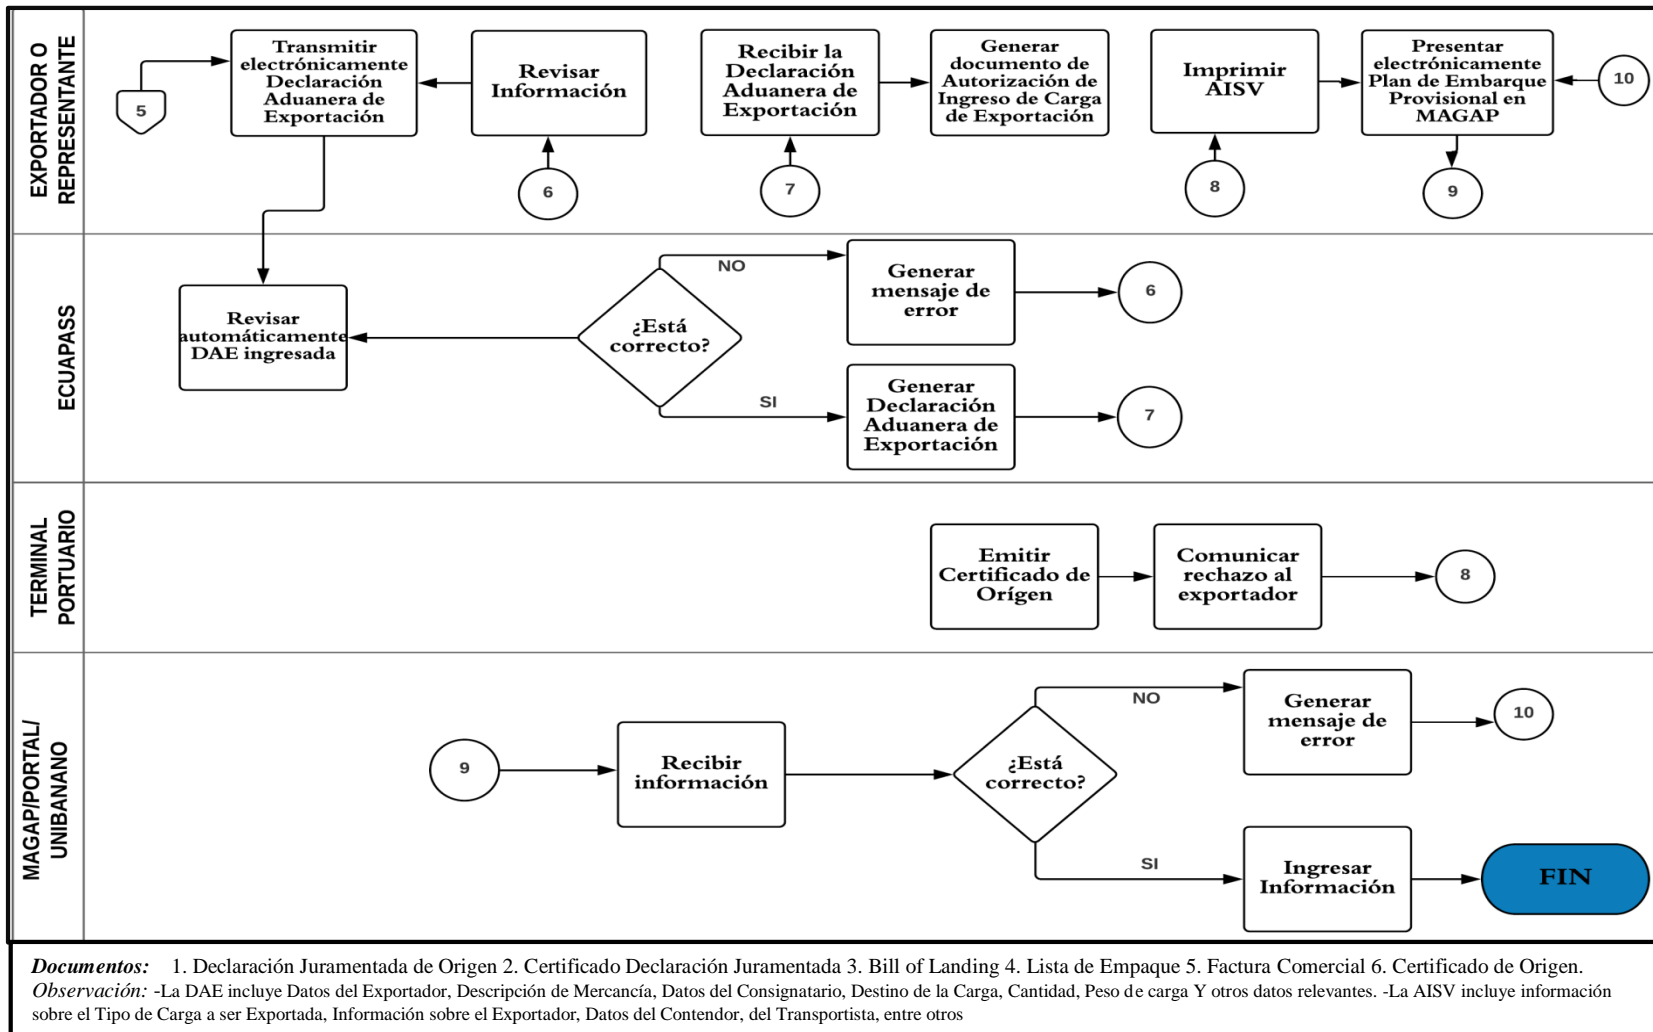 EXPORTADOR O
REPRESENTANTE
5
Transmitir
electrónicamente
Declaración
Aduanera de
Exportación
Revisar
Información
6
Recibir la
Declaración
Aduanera de
Exportación
7
Generar
documento de
Autorización de
Ingreso de Carga
de Exportación
Imprimir
AISV
8
Presentar
electrónicamente
Plan de Embarque
Provisional en
MAGAP
9
10
ECUAPASS
Revisar
automáticamente
DAE ingresada
¿Está
correcto?
NO
Generar
mensaje de
error
6
SI
Generar
Declaración
Aduanera de
Exportación
7
TERMINAL
PORTUARIO
Emitir
Certificado de
Orígen
Comunicar
rechazo al
exportador
8
MAGAP/PORTAL/
UNIBANANO
9
Recibir
información
¿Está
correcto?
NO
Generar
mensaje de
error
10
SI
Ingresar
Información
FIN
Documentos: 1. Declaración Juramentada de Origen 2. Certificado Declaración Juramentada 3. Bill of Landing 4. Lista de Empaque 5. Factura Comercial 6. Certificado de Origen.
Observación: -La DAE incluye Datos del Exportador, Descripción de Mercancía, Datos del Consignatario, Destino de la Carga, Cantidad, Peso de carga Y otros datos relevantes. -La AISV incluye información
sobre el Tipo de Carga a ser Exportada, Información sobre el Exportador, Datos del Contendor, del Transportista, entre otros